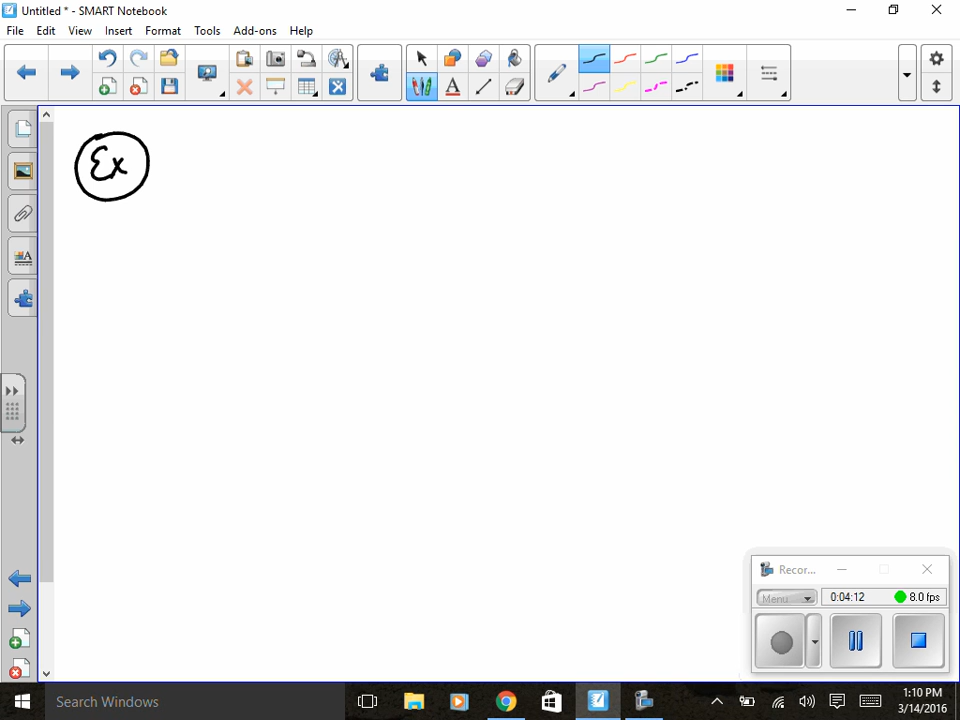 Untitled * - SMART Notebook
File Edit View Insert Format Tools Add-ons Help
Ex
Recor...
Menu 0:04:12 8.0 fps
Search Windows
1:10 PM
3/14/2016